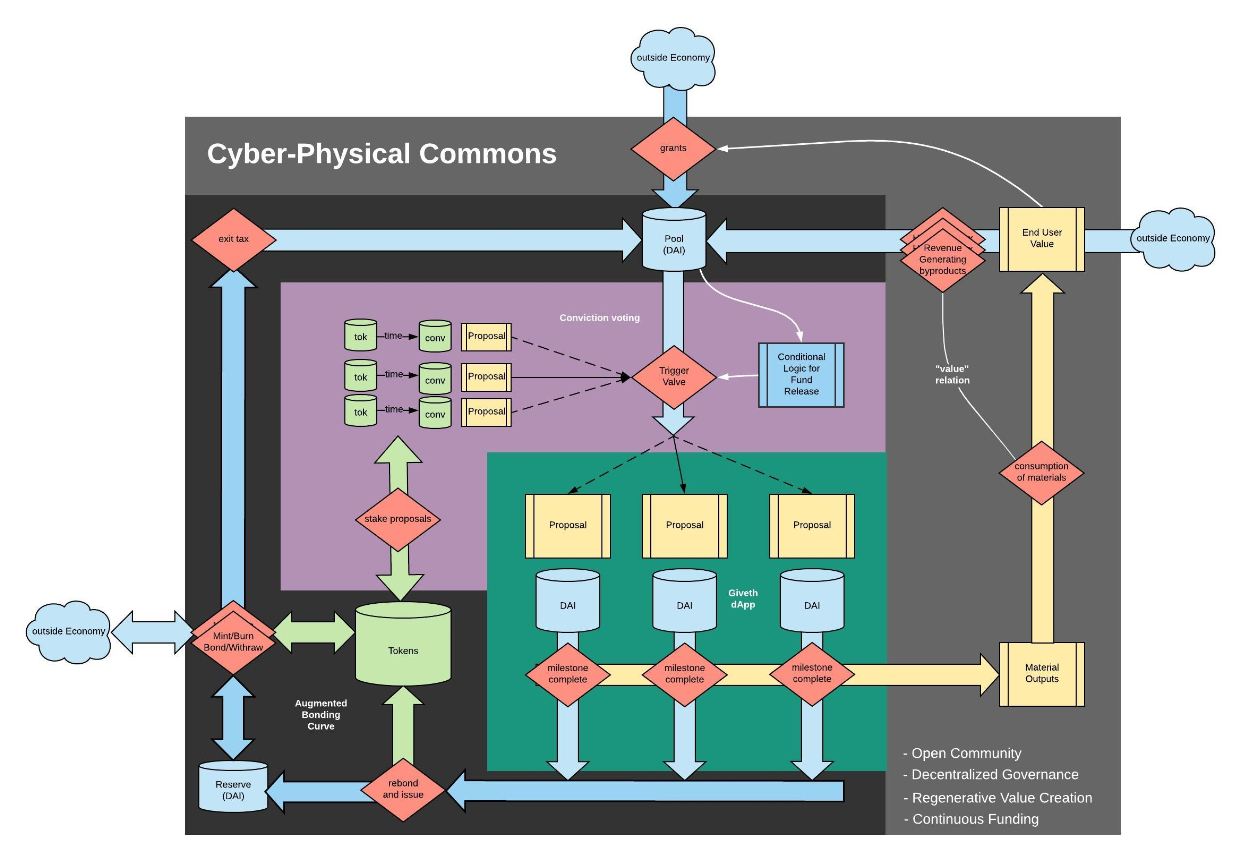 outside Economy
Cyber-Physical Commons
grants
exit tax
Pool
(DAI)
Revenue
Generating
byproducts
End User
Value
outside Economy
Conviction voting
tok
time
conv
Proposal
tok
time
conv
Proposal
tok
time
conv
Proposal
Trigger
Valve
Conditional
Logic for
Fund
Release
"value"
relation
consumption
of materials
stake proposals
Proposal
Proposal
Proposal
DAI
DAI
Giveth
dApp
DAI
outside Economy
Mint/Burn
Bond/Withraw
Tokens
milestone
complete
milestone
complete
milestone
complete
Material
Outputs
Augmented
Bonding
Curve
Reserve
(DAI)
rebond
and issue
- Open Community
- Decentralized Governance
- Regenerative Value Creation
- Continuous Funding